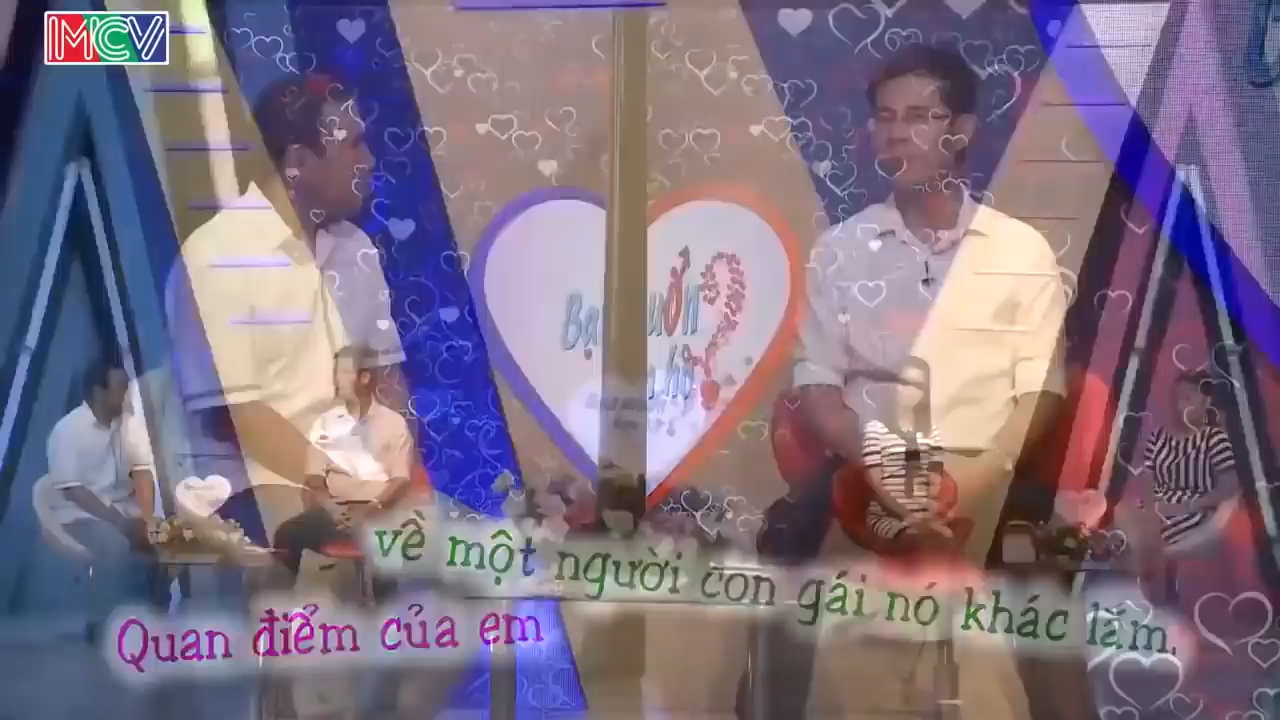 MCV
Quan điểm của em
về một người con gái nó khác lắm.